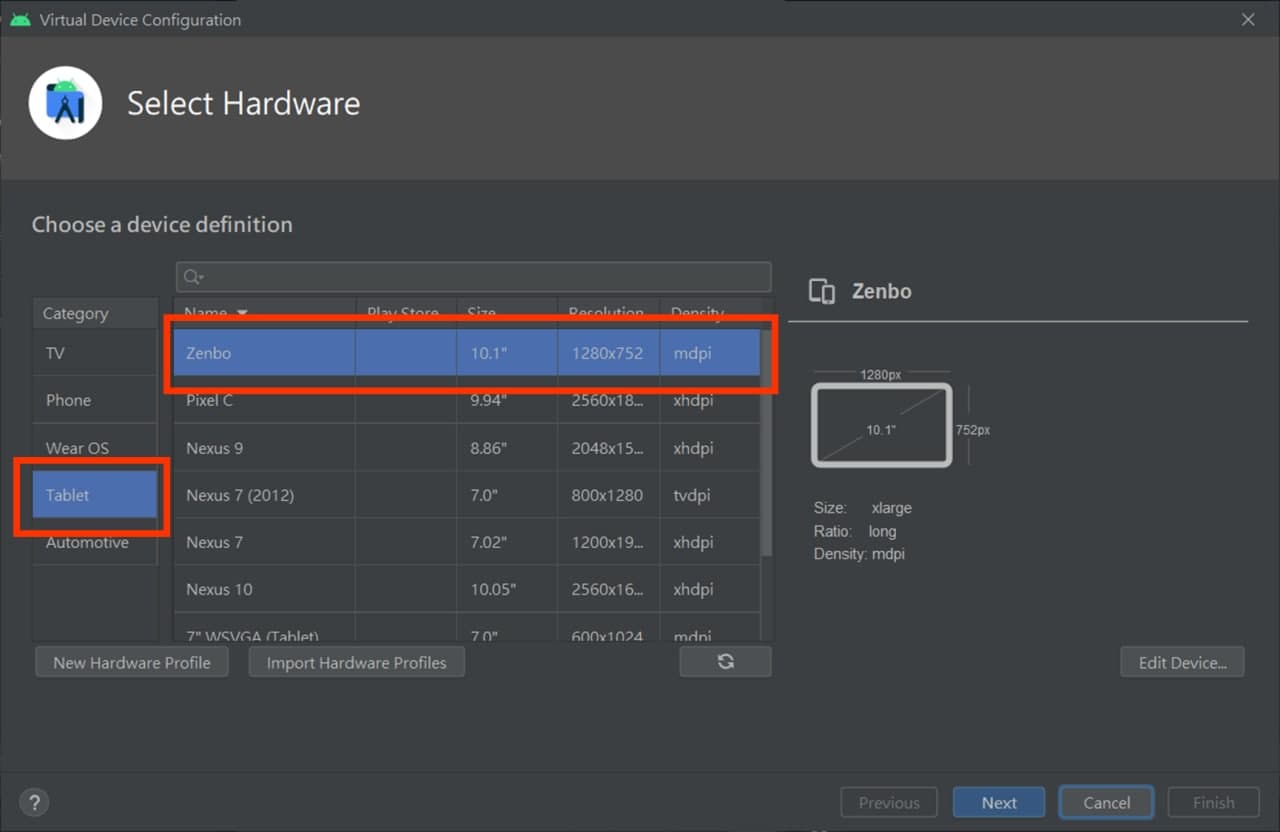 Virtual Device Configuration
Select Hardware
Choose a device definition
Category
TV
Phone
Wear OS
Tablet
Automotive
Name Play Store Size Resolution Density
Zenbo 10.1" 1280x752 mdpi
Pixel C 9.94" 2560x18... xhdpi
Nexus 9 8.86" 2048x15... xhdpi
Nexus 7 (2012) 7.0" 800x1280 tvdpi
Nexus 7 7.02" 1200x19... xhdpi
Nexus 10 10.05" 2560x16... xhdpi
7" WSVGA (Tablet) 7.0" 600x1024 mdpi
New Hardware Profile Import Hardware Profiles
Zenbo
1280px
10.1"
752px
Size: xlarge
Ratio: long
Density: mdpi
Edit Device...
? Previous Next Cancel Finish